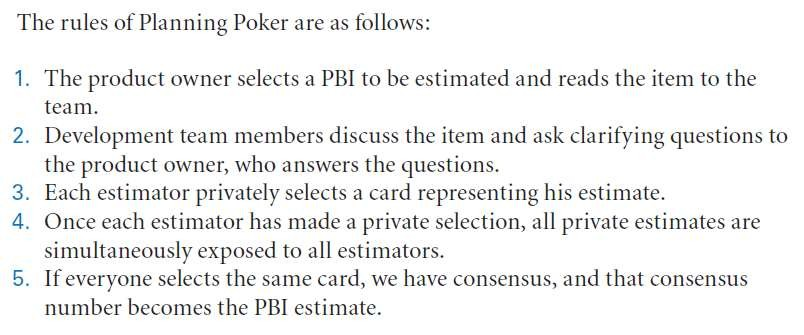 The rules of Planning Poker are as follows:
1. The product owner selects a PBI to be estimated and reads the item to the
team.
2. Development team members discuss the item and ask clarifying questions to
the product owner, who answers the questions.
3. Each estimator privately selects a card representing his estimate.
4. Once each estimator has made a private selection, all private estimates are
simultaneously exposed to all estimators.
5. If everyone selects the same card, we have consensus, and that consensus
number becomes the PBI estimate.